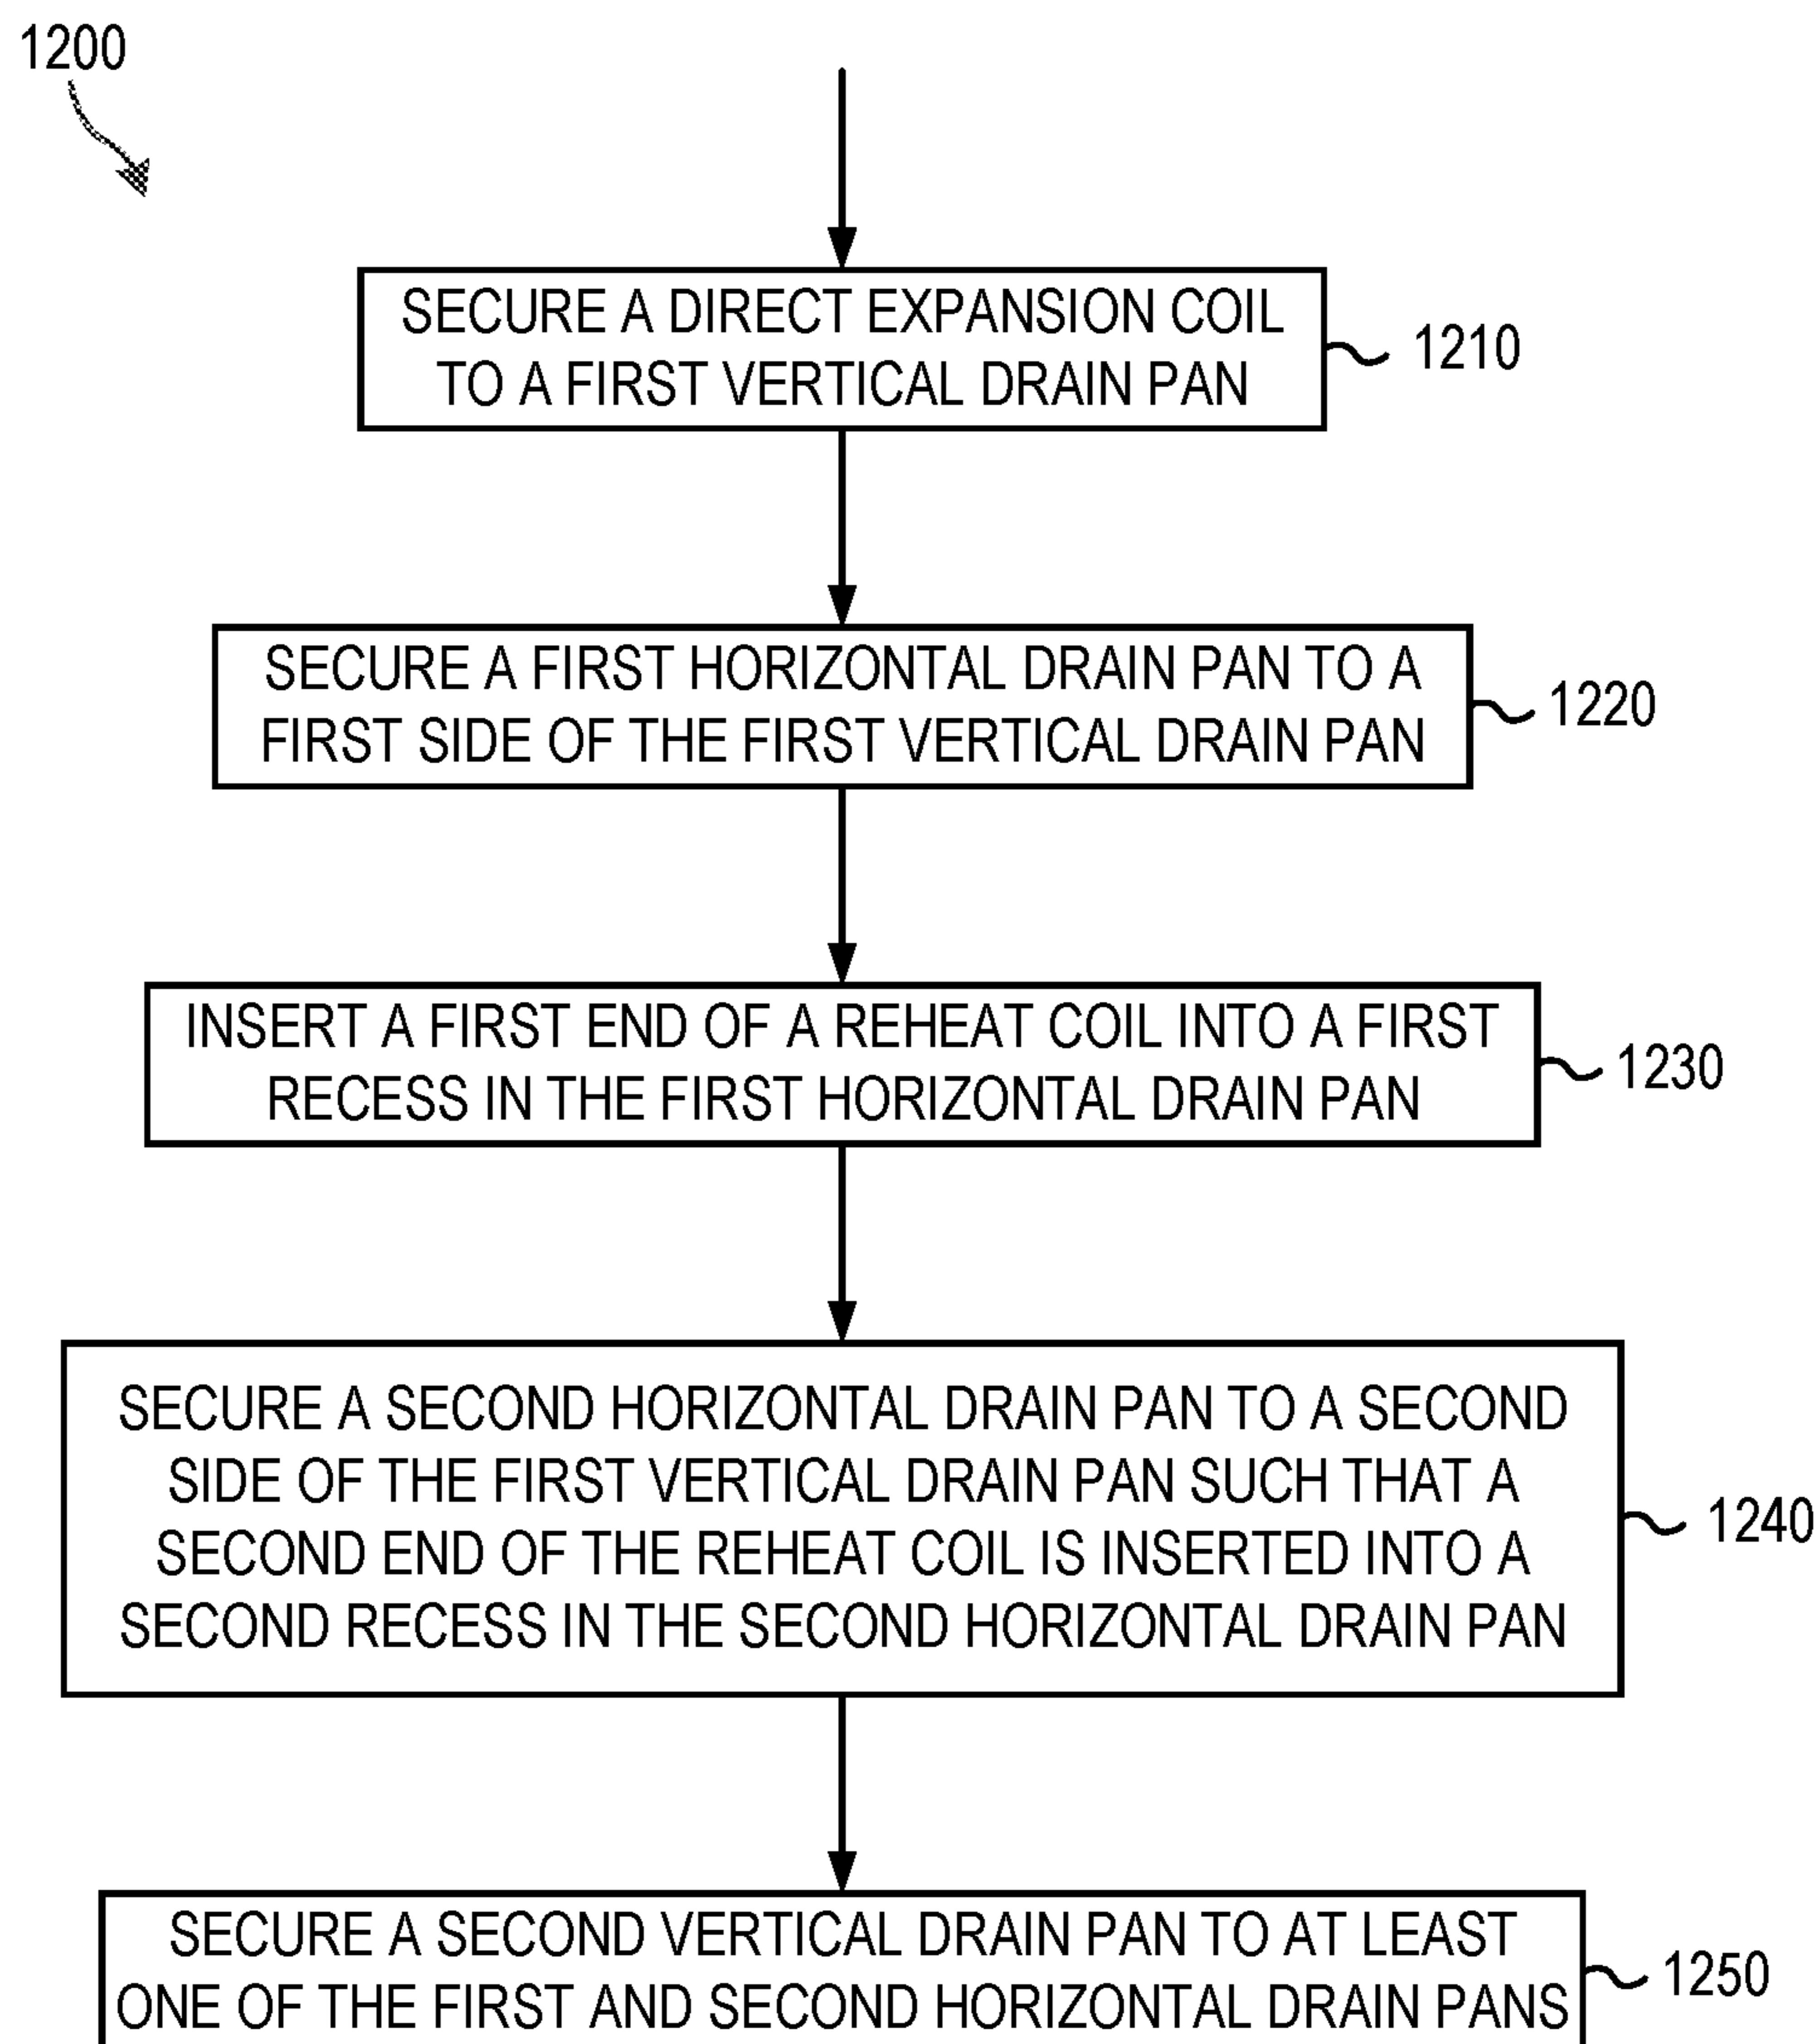 1200
SECURE A DIRECT EXPANSION COIL
TO A FIRST VERTICAL DRAIN PAN
1210
SECURE A FIRST HORIZONTAL DRAIN PAN TO A
FIRST SIDE OF THE FIRST VERTICAL DRAIN PAN
1220
INSERT A FIRST END OF A REHEAT COIL INTO A FIRST
RECESS IN THE FIRST HORIZONTAL DRAIN PAN
1230
SECURE A SECOND HORIZONTAL DRAIN PAN TO A SECOND
SIDE OF THE FIRST VERTICAL DRAIN PAN SUCH THAT A
SECOND END OF THE REHEAT COIL IS INSERTED INTO A
SECOND RECESS IN THE SECOND HORIZONTAL DRAIN PAN
1240
SECURE A SECOND VERTICAL DRAIN PAN TO AT LEAST
ONE OF THE FIRST AND SECOND HORIZONTAL DRAIN PANS
1250